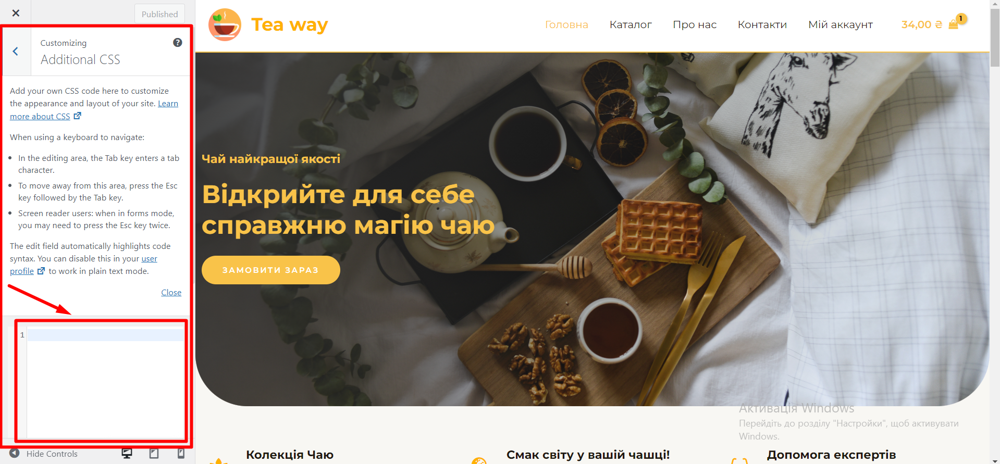 Published
Customizing
Additional CSS
Add your own CSS code here to customize
the appearance and layout of your site. Learn
more about CSS
When using a keyboard to navigate:
In the editing area, the Tab key enters a tab
character.
To move away from this area, press the Esc
key followed by the Tab key.
Screen reader users: when in forms mode,
you may need to press the Esc key twice.
The edit field automatically highlights code
syntax. You can disable this in your user
profile to work in plain text mode.
Close
1
Hide Controls
Tea way
Головна Каталог Про нас Контакти Мій аккаунт 34,00 ₴ 1
Чай найкращої якості
Відкрийте для себе
справжню магію чаю
ЗАМОВИТИ ЗАРАЗ
Активація Windows
Перейдіть до розділу "Настройки", щоб активувати
Windows.
Колекція Чаю Смак світу у вашій чашці! Допомога експертів